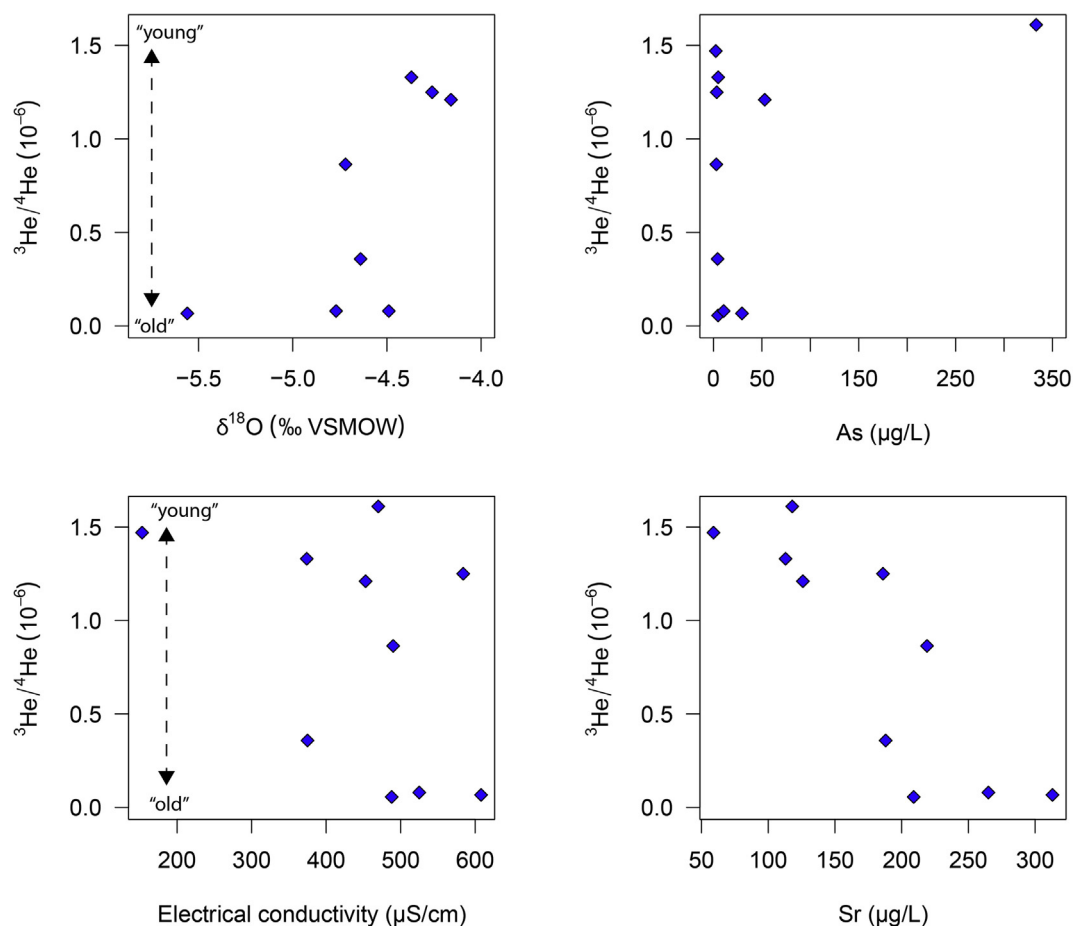 "young"
1.5
1.0
0.5
0.0
"old"
³He/⁴He (10⁻⁶)
−5.5 −5.0 −4.5 −4.0
δ¹⁸O (‰ VSMOW)
1.5
1.0
0.5
0.0
³He/⁴He (10⁻⁶)
0 50 150 250 350
As (µg/L)
"young"
1.5
1.0
0.5
0.0
"old"
³He/⁴He (10⁻⁶)
200 300 400 500 600
Electrical conductivity (µS/cm)
1.5
1.0
0.5
0.0
³He/⁴He (10⁻⁶)
50 100 150 200 250 300
Sr (µg/L)